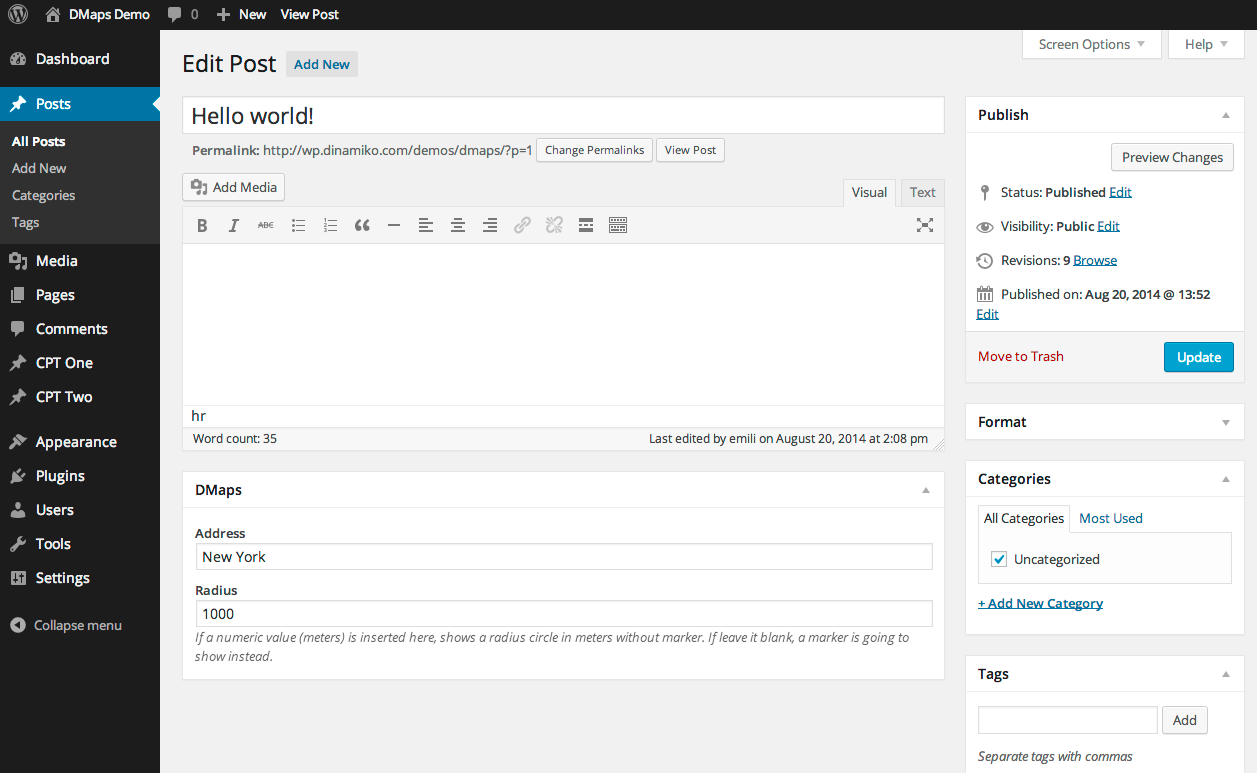 DMaps Demo 0 New View Post
Screen Options Help
Dashboard
Posts
All Posts
Add New
Categories
Tags
Media
Pages
Comments
CPT One
CPT Two
Appearance
Plugins
Users
Tools
Settings
Collapse menu
Edit Post Add New
Hello world!
Permalink: http://wp.dinamiko.com/demos/dmaps/?p=1 Change Permalinks View Post
Add Media
Visual Text
B I ABC
hr
Word count: 35 Last edited by emili on August 20, 2014 at 2:08 pm
DMaps
Address
New York
Radius
1000
If a numeric value (meters) is inserted here, shows a radius circle in meters without marker. If leave it blank, a marker is going to
show instead.
Publish
Preview Changes
Status: Published Edit
Visibility: Public Edit
Revisions: 9 Browse
Published on: Aug 20, 2014 @ 13:52
Edit
Move to Trash Update
Format
Categories
All Categories Most Used
Uncategorized
+ Add New Category
Tags
Add
Separate tags with commas